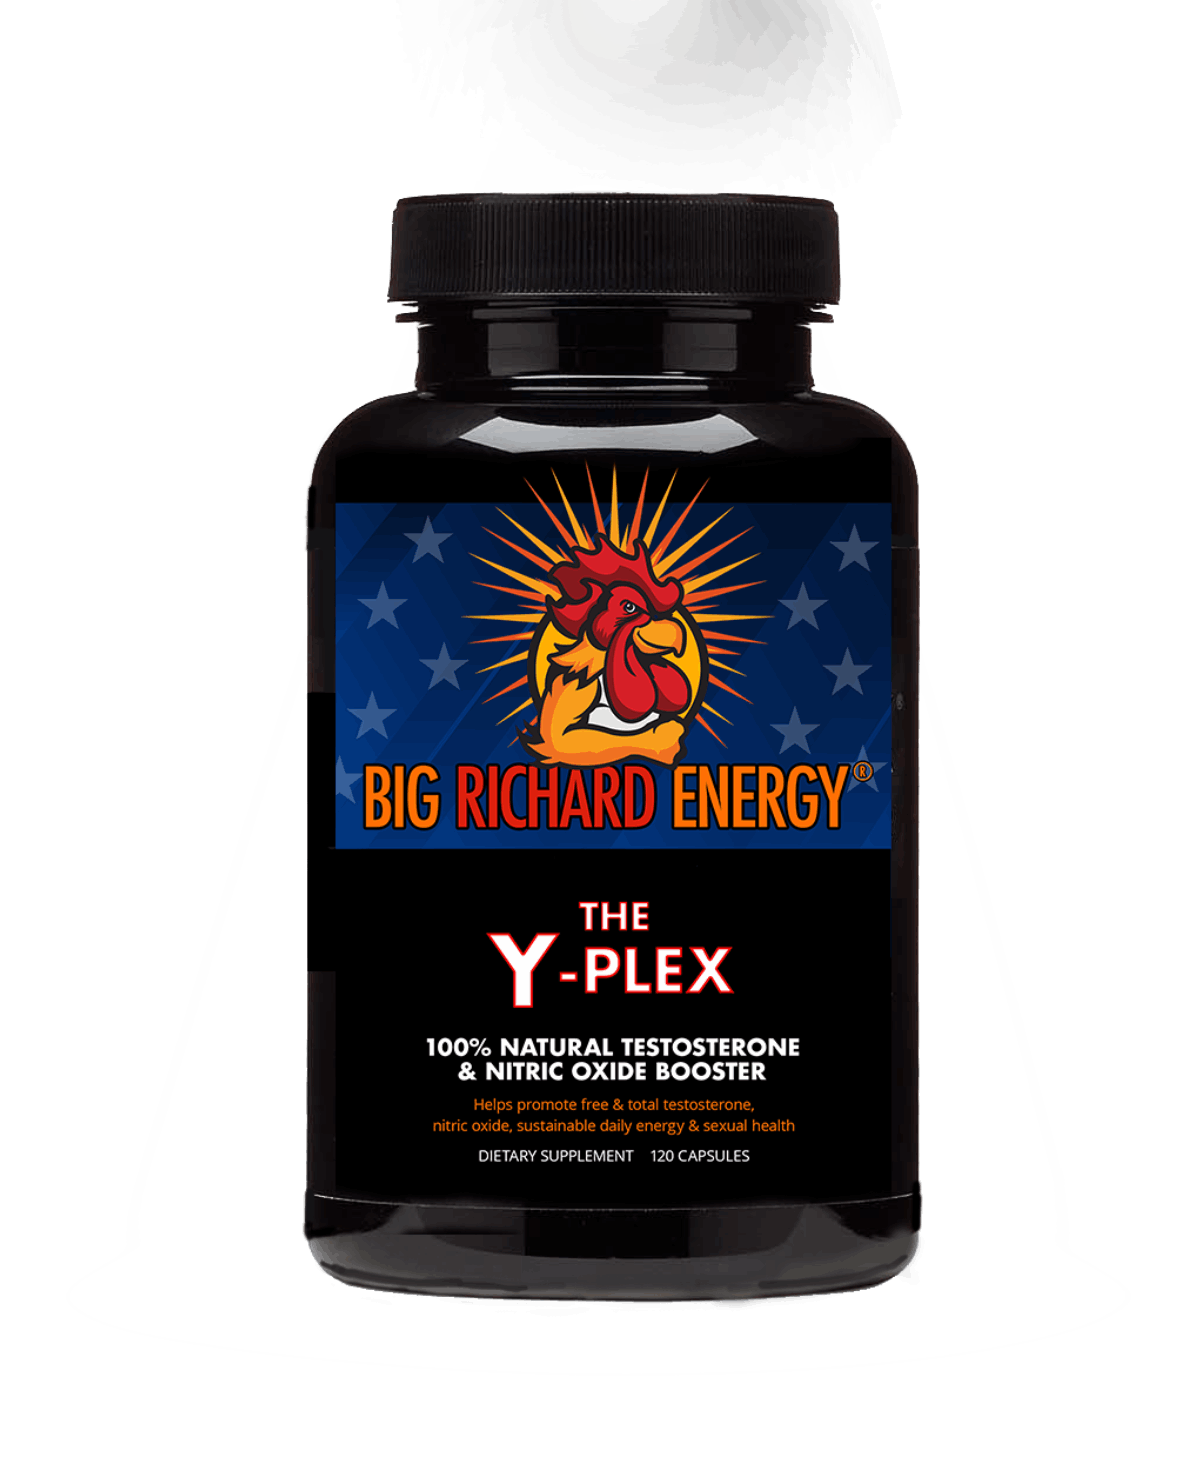 BIG RICHARD ENERGY®
THE
Y-PLEX
100% NATURAL TESTOSTERONE
& NITRIC OXIDE BOOSTER
Helps promote free & total testosterone,
nitric oxide, sustainable daily energy & sexual health
DIETARY SUPPLEMENT 120 CAPSULES
®